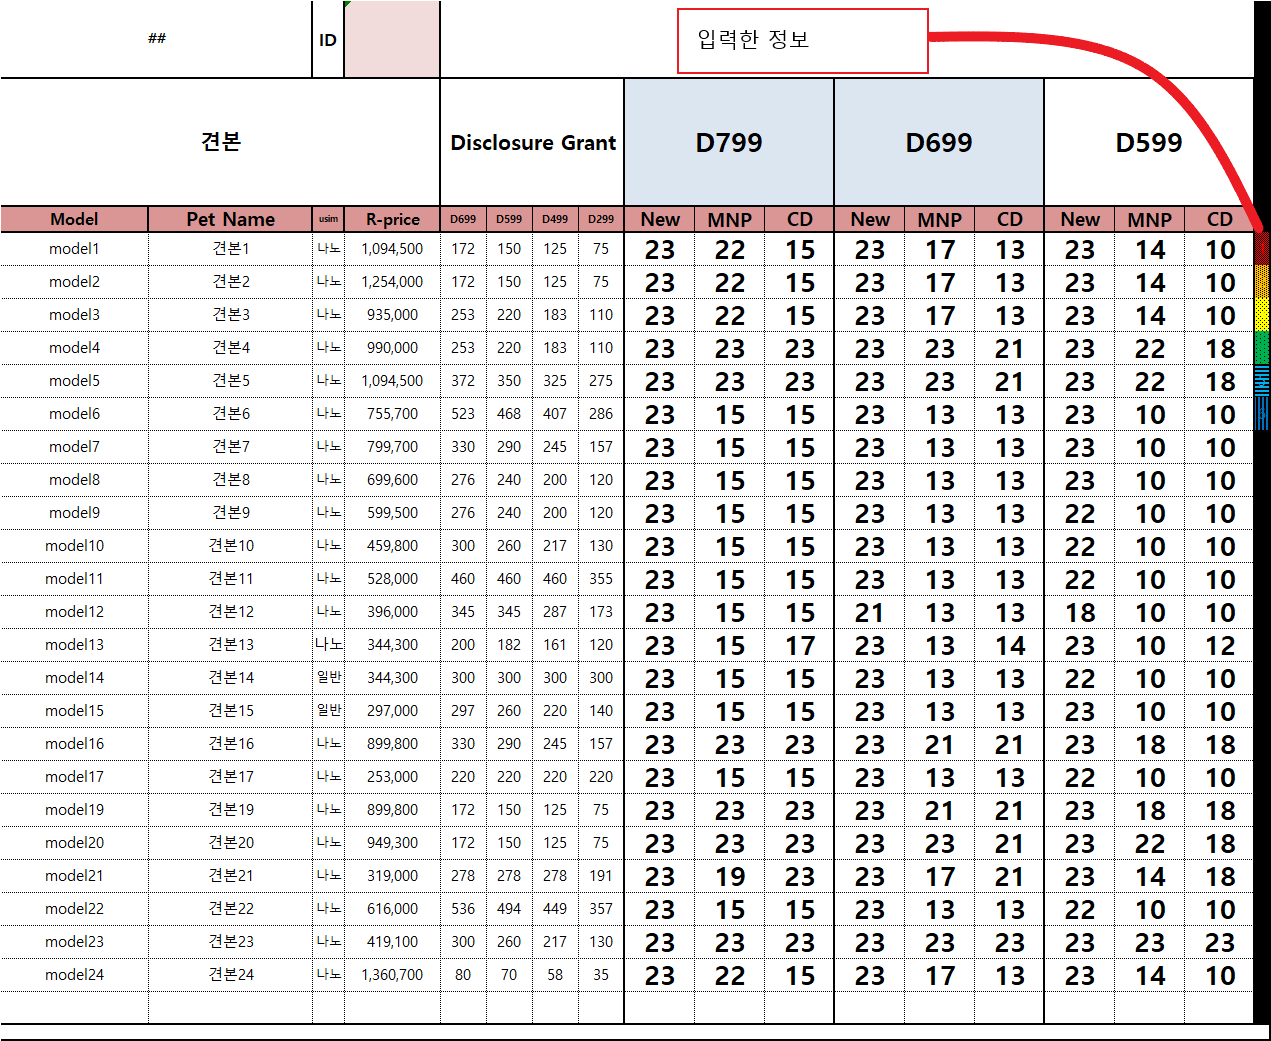 ## ID
입력한 정보
견본 Disclosure Grant D799 D699 D599
Model Pet Name usim R-price D699 D599 D499 D299 New MNP CD New MNP CD New MNP CD
model1 견본1 나노 1,094,500 172 150 125 75 23 22 15 23 17 13 23 14 10 1
model2 견본2 나노 1,254,000 172 150 125 75 23 22 15 23 17 13 23 14 10
model3 견본3 나노 935,000 253 220 183 110 23 22 15 23 17 13 23 14 10
model4 견본4 나노 990,000 253 220 183 110 23 23 23 23 23 21 23 22 18
model5 견본5 나노 1,094,500 372 350 325 275 23 23 23 23 23 21 23 22 18 5
model6 견본6 나노 755,700 523 468 407 286 23 15 15 23 13 13 23 10 10
model7 견본7 나노 799,700 330 290 245 157 23 15 15 23 13 13 23 10 10
model8 견본8 나노 699,600 276 240 200 120 23 15 15 23 13 13 23 10 10
model9 견본9 나노 599,500 276 240 200 120 23 15 15 23 13 13 22 10 10
model10 견본10 나노 459,800 300 260 217 130 23 15 15 23 13 13 22 10 10
model11 견본11 나노 528,000 460 460 460 355 23 15 15 23 13 13 22 10 10
model12 견본12 나노 396,000 345 345 287 173 23 15 15 21 13 13 18 10 10
model13 견본13 나노 344,300 200 182 161 120 23 15 17 23 13 14 23 10 12
model14 견본14 일반 344,300 300 300 300 300 23 15 15 23 13 13 22 10 10
model15 견본15 일반 297,000 297 260 220 140 23 15 15 23 13 13 23 10 10
model16 견본16 나노 899,800 330 290 245 157 23 23 23 23 21 21 23 18 18
model17 견본17 나노 253,000 220 220 220 220 23 15 15 23 13 13 22 10 10
model19 견본19 나노 899,800 172 150 125 75 23 23 23 23 21 21 23 18 18
model20 견본20 나노 949,300 172 150 125 75 23 23 23 23 23 21 23 22 18
model21 견본21 나노 319,000 278 278 278 191 23 19 23 23 17 21 23 14 18
model22 견본22 나노 616,000 536 494 449 357 23 15 15 23 13 13 22 10 10
model23 견본23 나노 419,100 300 260 217 130 23 23 23 23 23 23 23 23 23
model24 견본24 나노 1,360,700 80 70 58 35 23 22 15 23 17 13 23 14 10